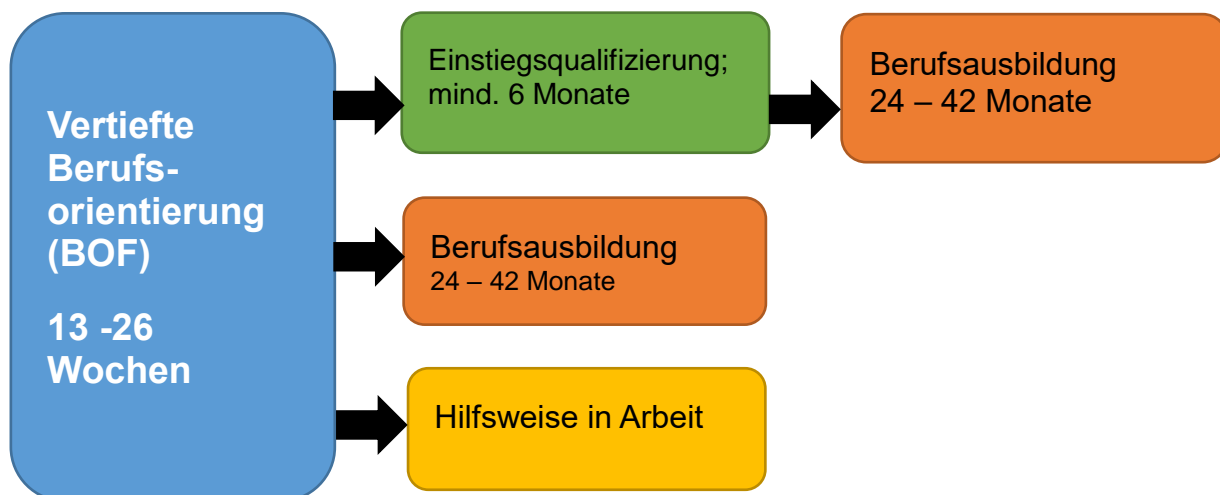 Vertiefte
Berufs-
orientierung
(BOF)
13 -26
Wochen
Einstiegsqualifizierung;
mind. 6 Monate
Berufsausbildung
24 – 42 Monate
Berufsausbildung
24 – 42 Monate
Hilfsweise in Arbeit